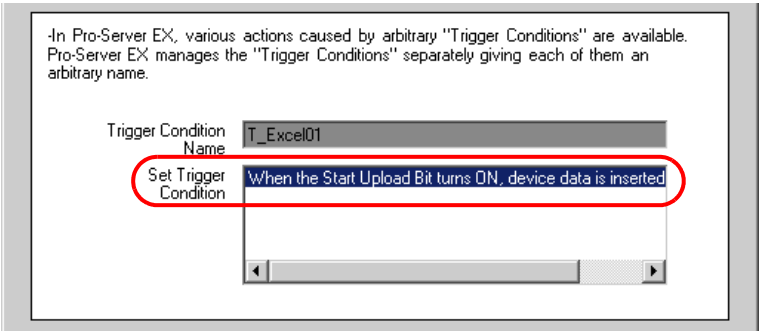 -In Pro-Server EX, various actions caused by arbitrary "Trigger Conditions" are available.
Pro-Server EX manages the "Trigger Conditions" separately giving each of them an
arbitrary name.
Trigger Condition
Name
T_Excel01
Set Trigger
Condition
When the Start Upload Bit turns ON, device data is inserted